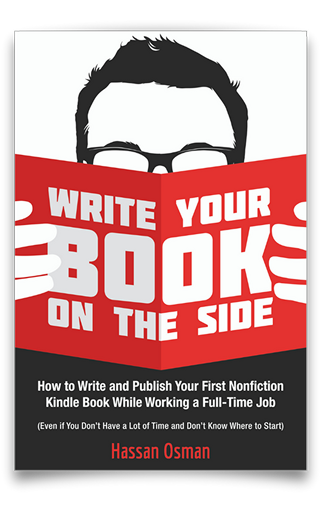 WRITE YOUR
BOOK
ON THE SIDE
How to Write and Publish Your First Nonfiction
Kindle Book While Working a Full-Time Job
(Even if You Don't Have a Lot of Time and Don't Know Where to Start)
Hassan Osman